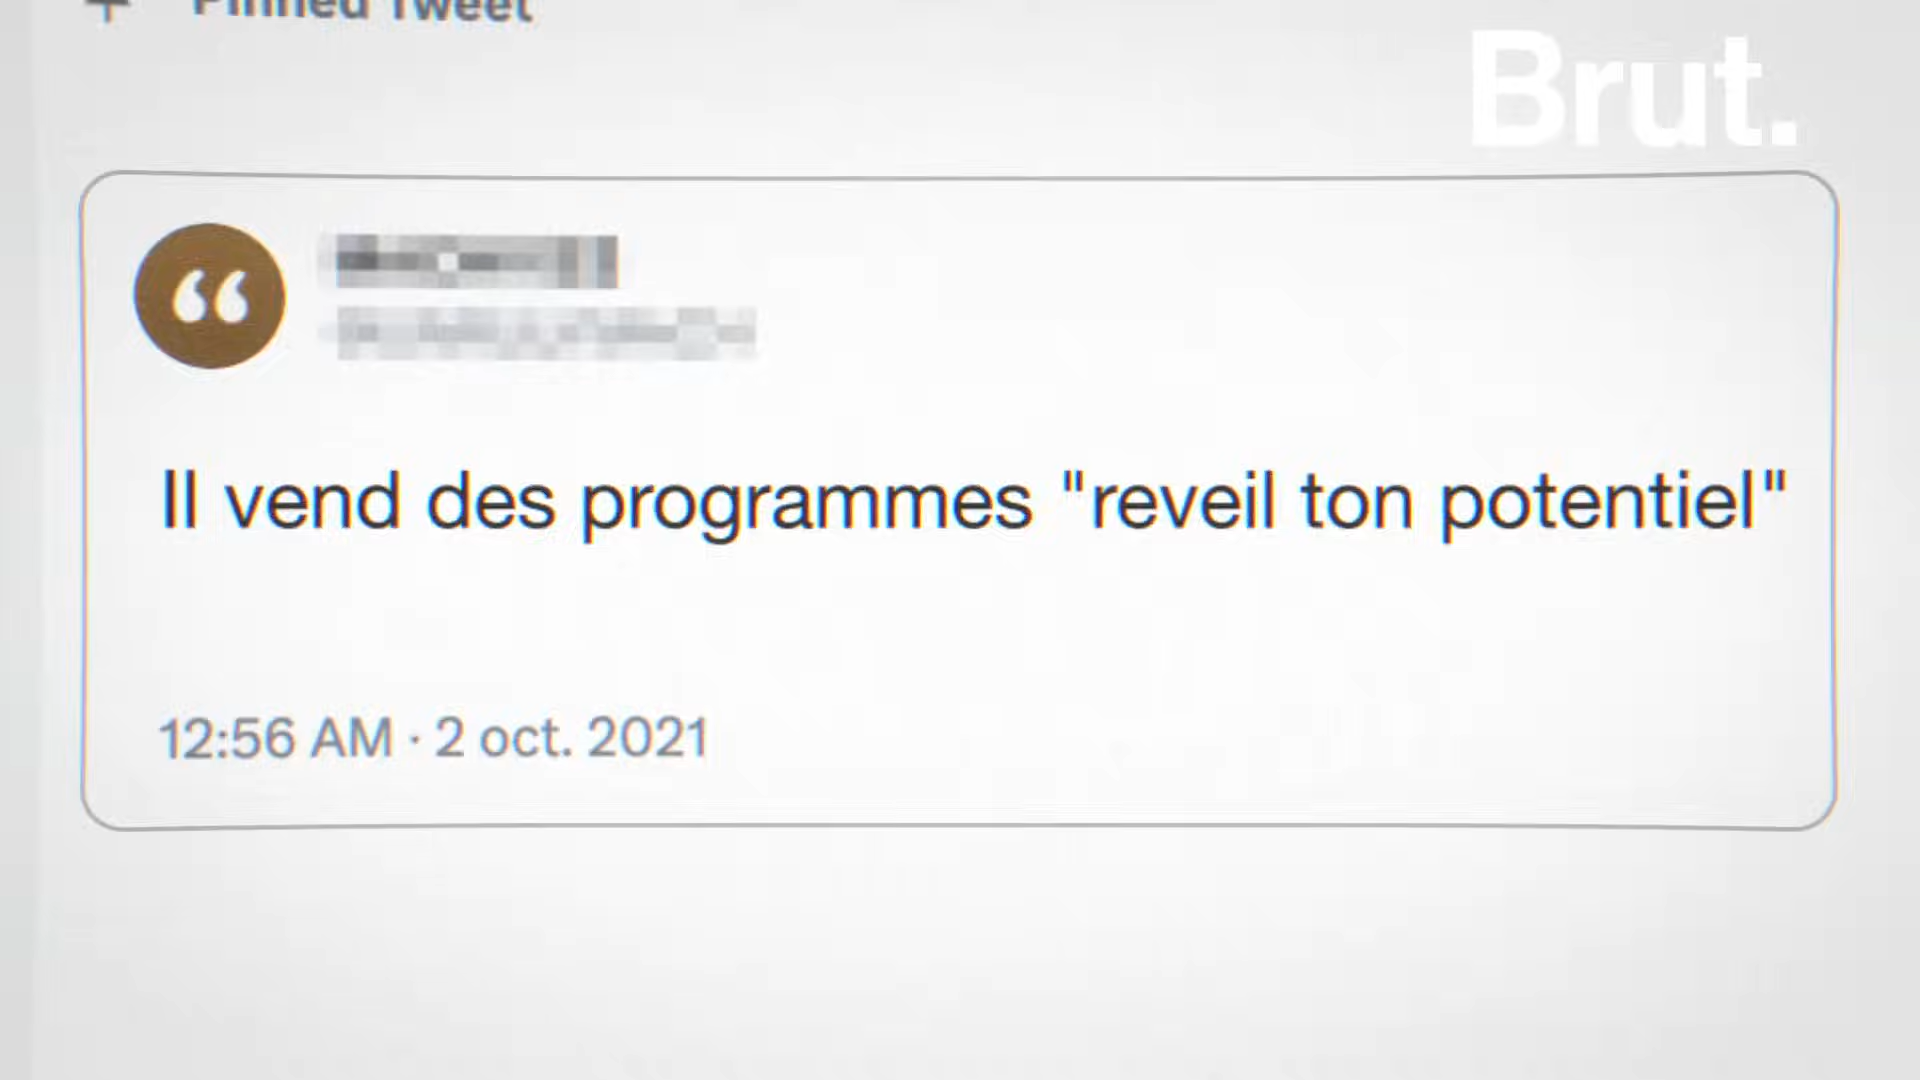 Pinned Tweet
Brut.
Il vend des programmes "reveil ton potentiel"
12:56 AM · 2 oct. 2021